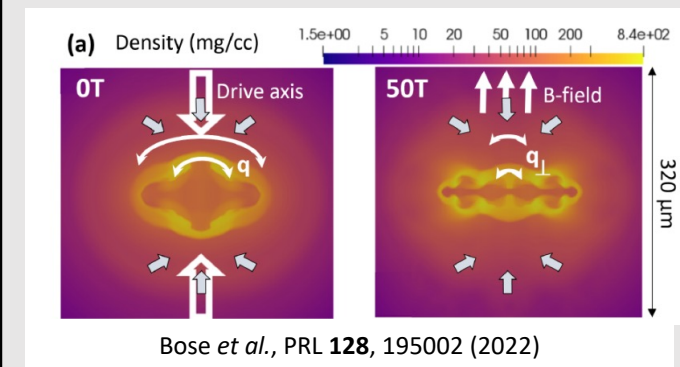 (a) Density (mg/cc)
1.5e+00 5 10 20 50 100 200 8.4e+02
0T
Drive axis
q
50T
B-field
q⊥
320 µm
Bose et al., PRL 128, 195002 (2022)